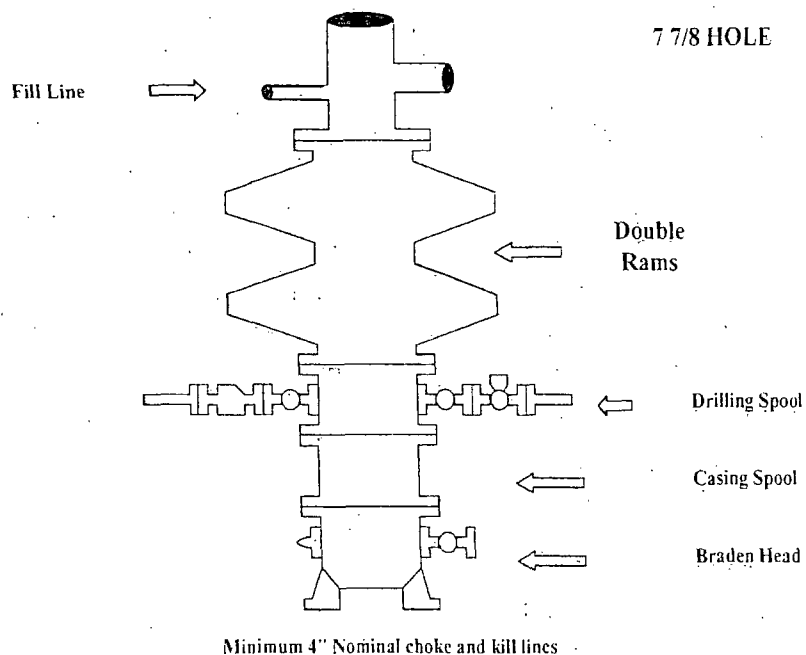 7 7/8 HOLE
Fill Line
Double
Rams
Drilling Spool
Casing Spool
Braden Head
Minimum 4" Nominal choke and kill lines